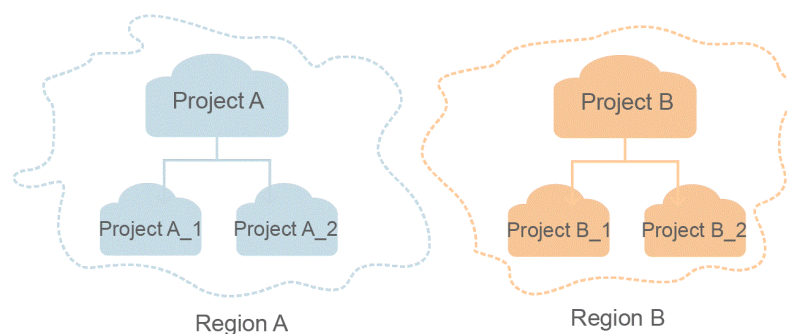 Project A
Project B
Project A_1
Project A_2
Project B_1
Project B_2
Region A
Region B